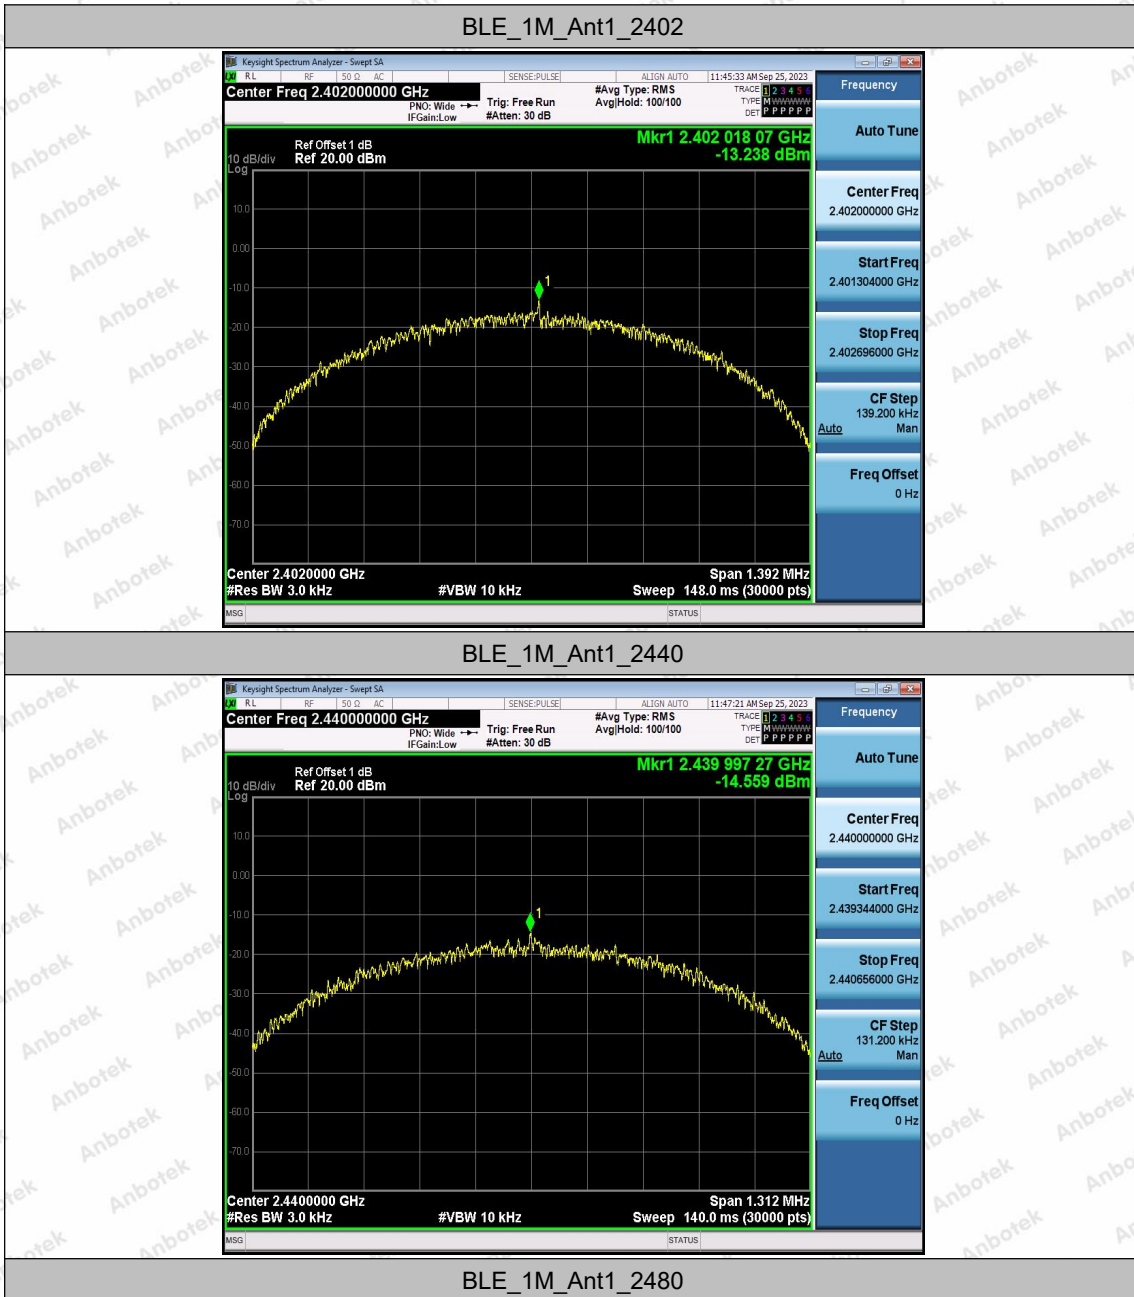 BLE_1M_Ant1_2402
Keysight Spectrum Analyzer - Swept SA
LXI RL RF 50 Ω AC SENSE:PULSE ALIGN AUTO 11:45:33 AM Sep 25, 2023
Center Freq 2.402000000 GHz #Avg Type: RMS TRACE 1 2 3 4 5 6
PNO: Wide Trig: Free Run Avg|Hold: 100/100 TYPE M WWWWW
IFGain:Low #Atten: 30 dB DET P P P P P P
Mkr1 2.402 018 07 GHz
-13.238 dBm
Ref Offset 1 dB
10 dB/div Ref 20.00 dBm
Log
10.0
0.00
-10.0
-20.0
-30.0
-40.0
-50.0
-60.0
-70.0
1
Center 2.4020000 GHz Span 1.392 MHz
#Res BW 3.0 kHz #VBW 10 kHz Sweep 148.0 ms (30000 pts)
MSG STATUS
Frequency
Auto Tune
Center Freq
2.402000000 GHz
Start Freq
2.401304000 GHz
Stop Freq
2.402696000 GHz
CF Step
139.200 kHz
Auto Man
Freq Offset
0 Hz
BLE_1M_Ant1_2440
Keysight Spectrum Analyzer - Swept SA
LXI RL RF 50 Ω AC SENSE:PULSE ALIGN AUTO 11:47:21 AM Sep 25, 2023
Center Freq 2.440000000 GHz #Avg Type: RMS TRACE 1 2 3 4 5 6
PNO: Wide Trig: Free Run Avg|Hold: 100/100 TYPE M WWWWW
IFGain:Low #Atten: 30 dB DET P P P P P P
Mkr1 2.439 997 27 GHz
-14.559 dBm
Ref Offset 1 dB
10 dB/div Ref 20.00 dBm
Log
10.0
0.00
-10.0
-20.0
-30.0
-40.0
-50.0
-60.0
-70.0
1
Center 2.4400000 GHz Span 1.312 MHz
#Res BW 3.0 kHz #VBW 10 kHz Sweep 140.0 ms (30000 pts)
MSG STATUS
Frequency
Auto Tune
Center Freq
2.440000000 GHz
Start Freq
2.439344000 GHz
Stop Freq
2.440656000 GHz
CF Step
131.200 kHz
Auto Man
Freq Offset
0 Hz
BLE_1M_Ant1_2480
Anbotek